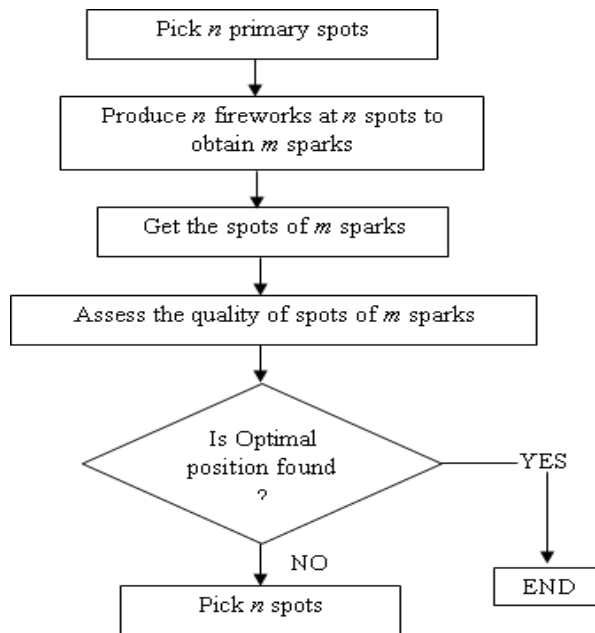 Pick n primary spots
Produce n fireworks at n spots to
obtain m sparks
Get the spots of m sparks
Assess the quality of spots of m sparks
Is Optimal
position found
?
YES
NO
END
Pick n spots